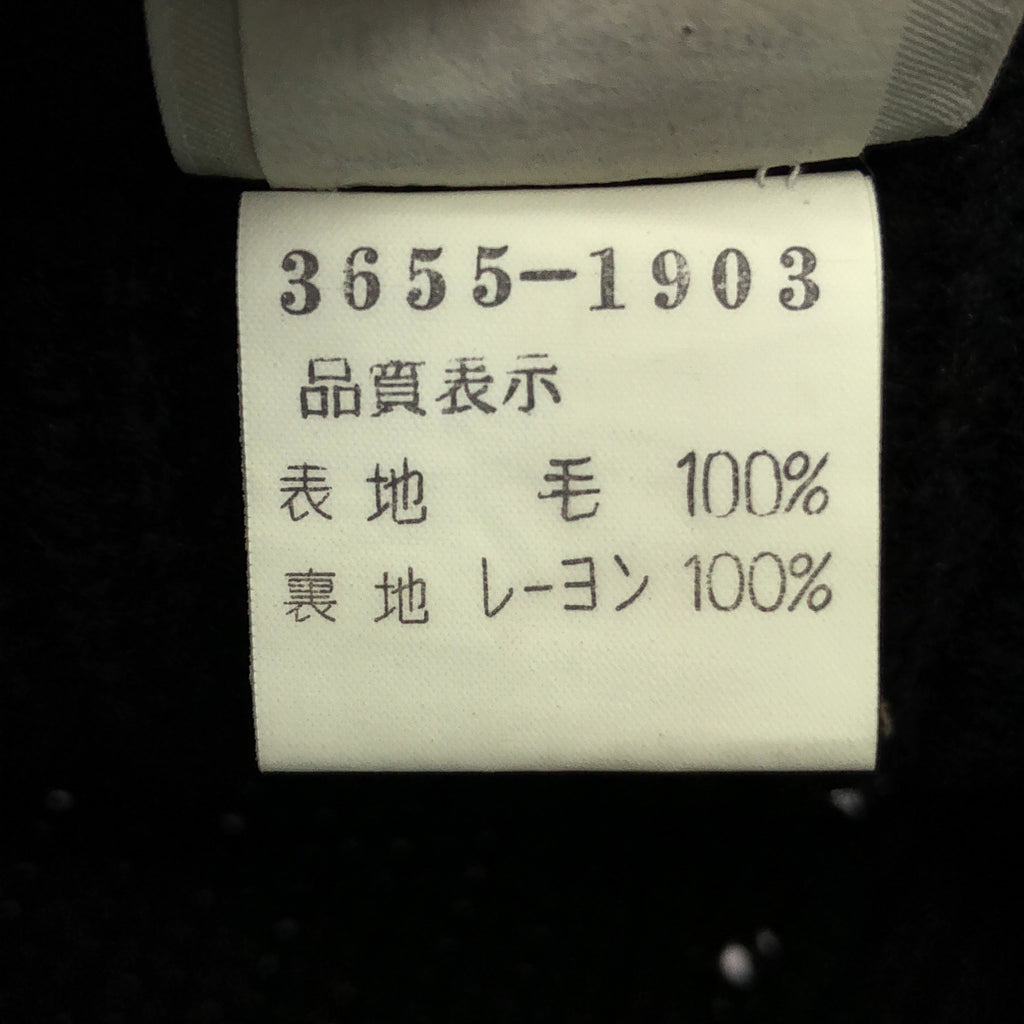 3655-1903
品質表示
表地 毛 100%
裏地 レーヨン 100%